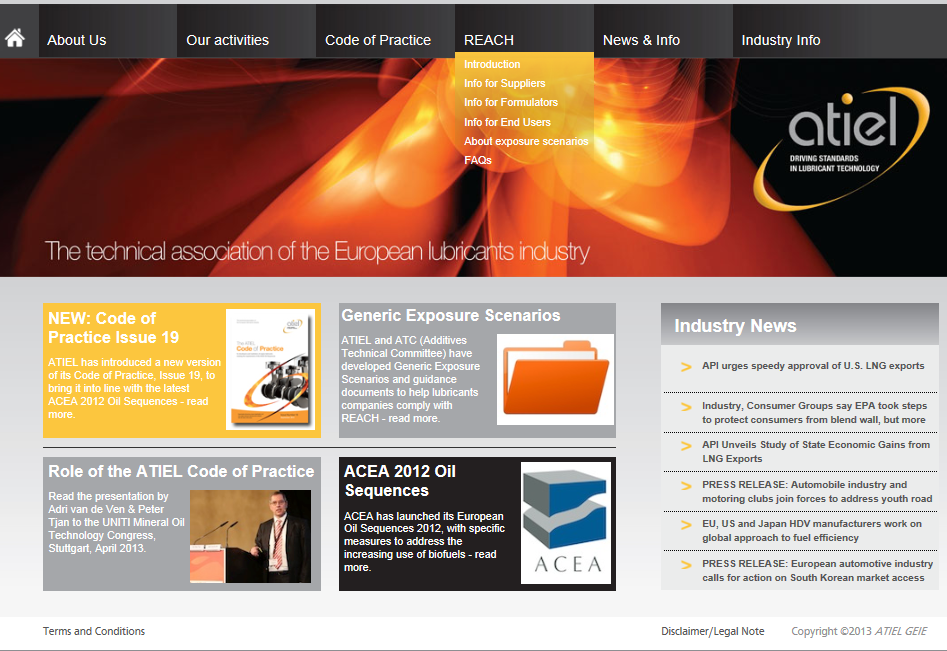 About Us
Our activities
Code of Practice
REACH
News & Info
Industry Info
Introduction
Info for Suppliers
Info for Formulators
Info for End Users
About exposure scenarios
FAQs
atiel
DRIVING STANDARDS
IN LUBRICANT TECHNOLOGY
The technical association of the European lubricants industry
NEW: Code of
Practice Issue 19
ATIEL has introduced a new version
of its Code of Practice, Issue 19, to
bring it into line with the latest
ACEA 2012 Oil Sequences - read
more.
atiel
Code of Practice
Generic Exposure Scenarios
ATIEL and ATC (Additives
Technical Committee) have
developed Generic Exposure
Scenarios and guidance
documents to help lubricants
companies comply with
REACH - read more.
Role of the ATIEL Code of Practice
Read the presentation by
Adri van de Ven & Peter
Tjan to the UNITI Mineral Oil
Technology Congress,
Stuttgart, April 2013.
ACEA 2012 Oil
Sequences
ACEA has launched its European
Oil Sequences 2012, with specific
measures to address the
increasing use of biofuels - read
more.
ACEA
Industry News
API urges speedy approval of U.S. LNG exports
Industry, Consumer Groups say EPA took steps
to protect consumers from blend wall, but more
API Unveils Study of State Economic Gains from
LNG Exports
PRESS RELEASE: Automobile industry and
motoring clubs join forces to address youth road
EU, US and Japan HDV manufacturers work on
global approach to fuel efficiency
PRESS RELEASE: European automotive industry
calls for action on South Korean market access
Terms and Conditions
Disclaimer/Legal Note
Copyright ©2013 ATIEL GEIE